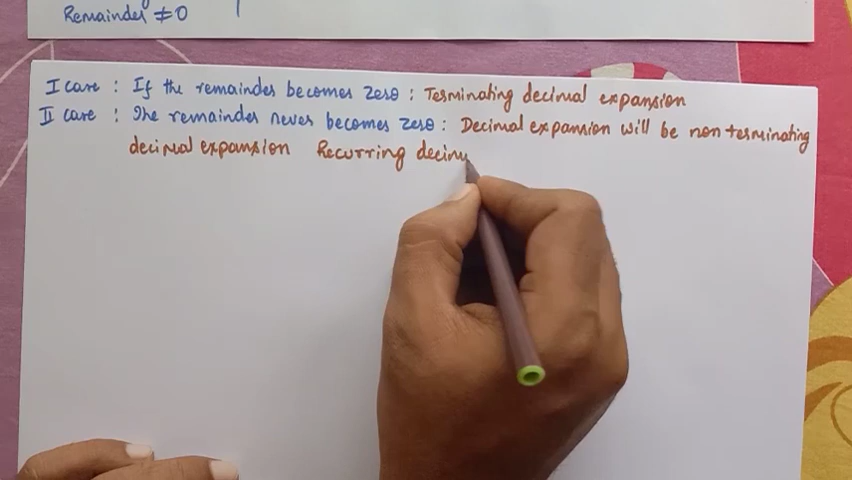 Remainder ≠0
I case : If the remainder becomes zero : Terminating decimal expansion
II case : The remainder never becomes zero : Decimal expansion will be non terminating
decimal expansion Recurring decim